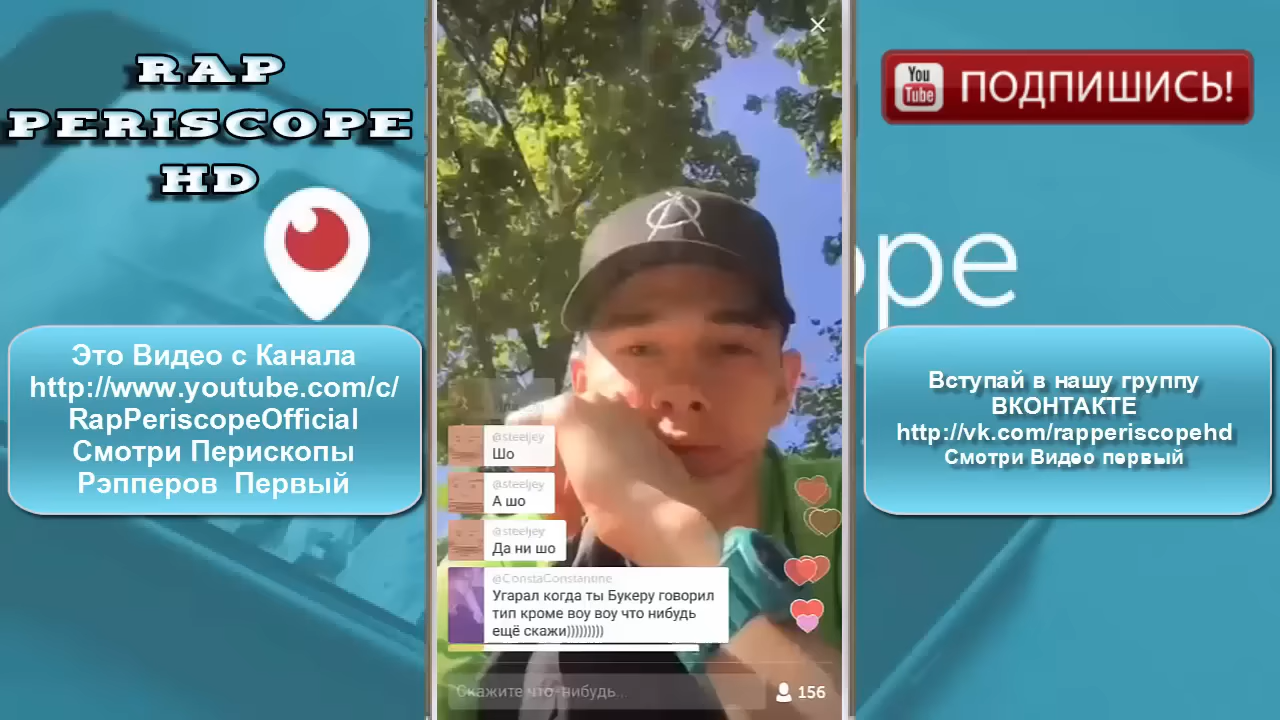 RAP
PERISCOPE
HD
Это Видео с Канала
http://www.youtube.com/c/
RapPeriscopeOfficial
Смотри Перископы
Рэпперов Первый
@steeljey
Шо
@steeljey
А шо
@steeljey
Да ни шо
@ConstaConstantine
Угарал когда ты Букеру говорил
тип кроме воу воу что нибудь
ещё скажи)))))))))
Скажите что-нибудь...
156
You
Tube
ПОДПИШИСЬ!
ope
Вступай в нашу группу
ВКОНТАКТЕ
http://vk.com/rapperiscopehd
Смотри Видео первый